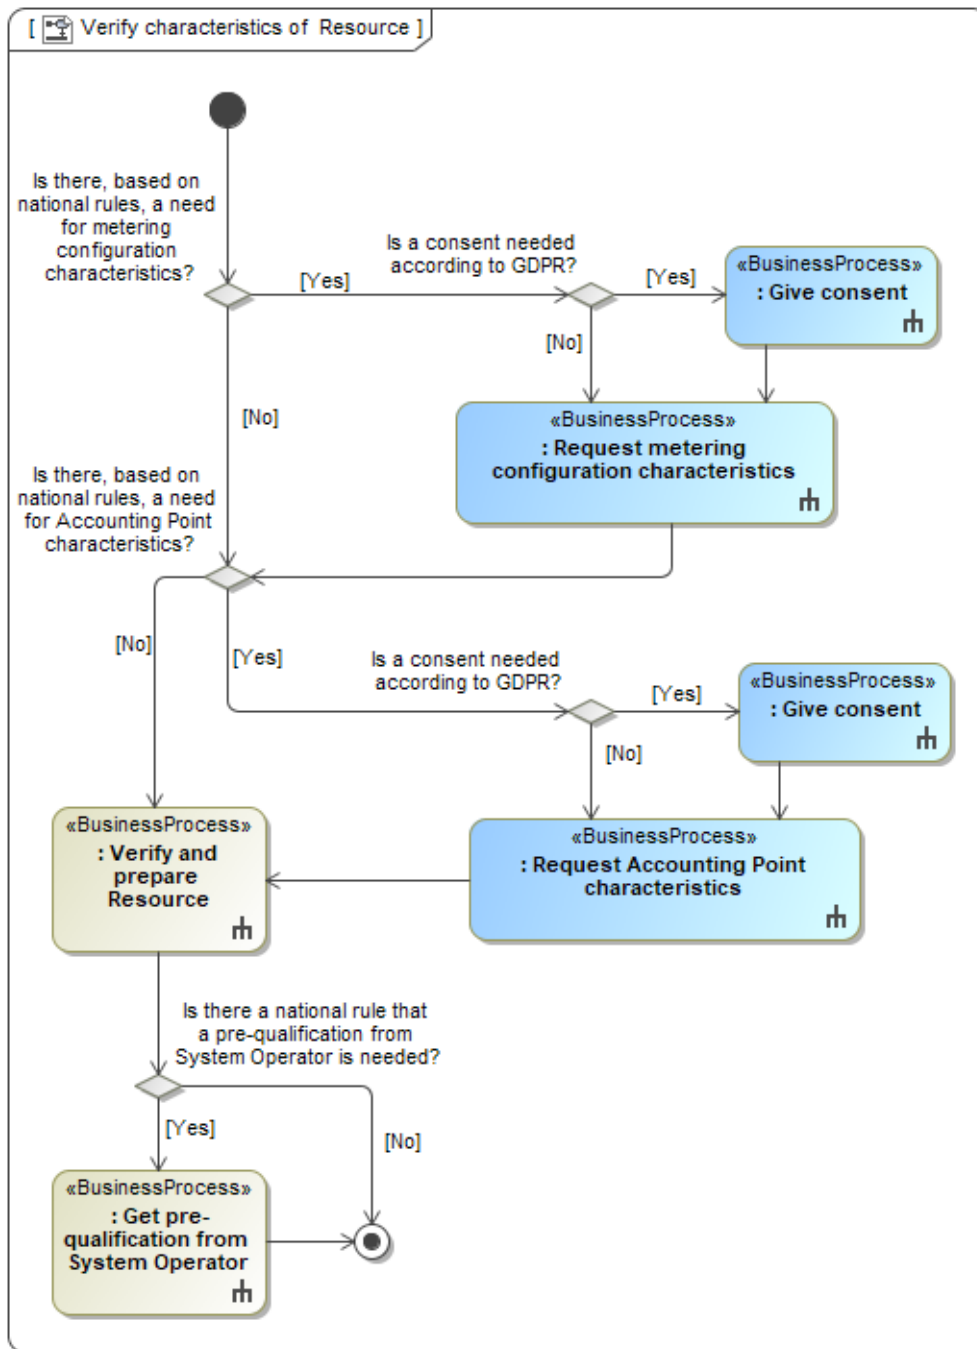 [ Verify characteristics of  Resource ]
Is there, based on
national rules, a need
for metering
configuration
characteristics?
[Yes]
Is a consent needed
according to GDPR?
[Yes]
«BusinessProcess»
: Give consent
[No]
[No]
«BusinessProcess»
: Request metering
configuration characteristics
Is there, based on
national rules, a need
for Accounting Point
characteristics?
[No]
[Yes]
Is a consent needed
according to GDPR?
[Yes]
«BusinessProcess»
: Give consent
[No]
«BusinessProcess»
: Verify and
prepare
Resource
«BusinessProcess»
: Request Accounting Point
characteristics
Is there a national rule that
a pre-qualification from
System Operator is needed?
[Yes]
[No]
«BusinessProcess»
: Get pre-
qualification from
System Operator